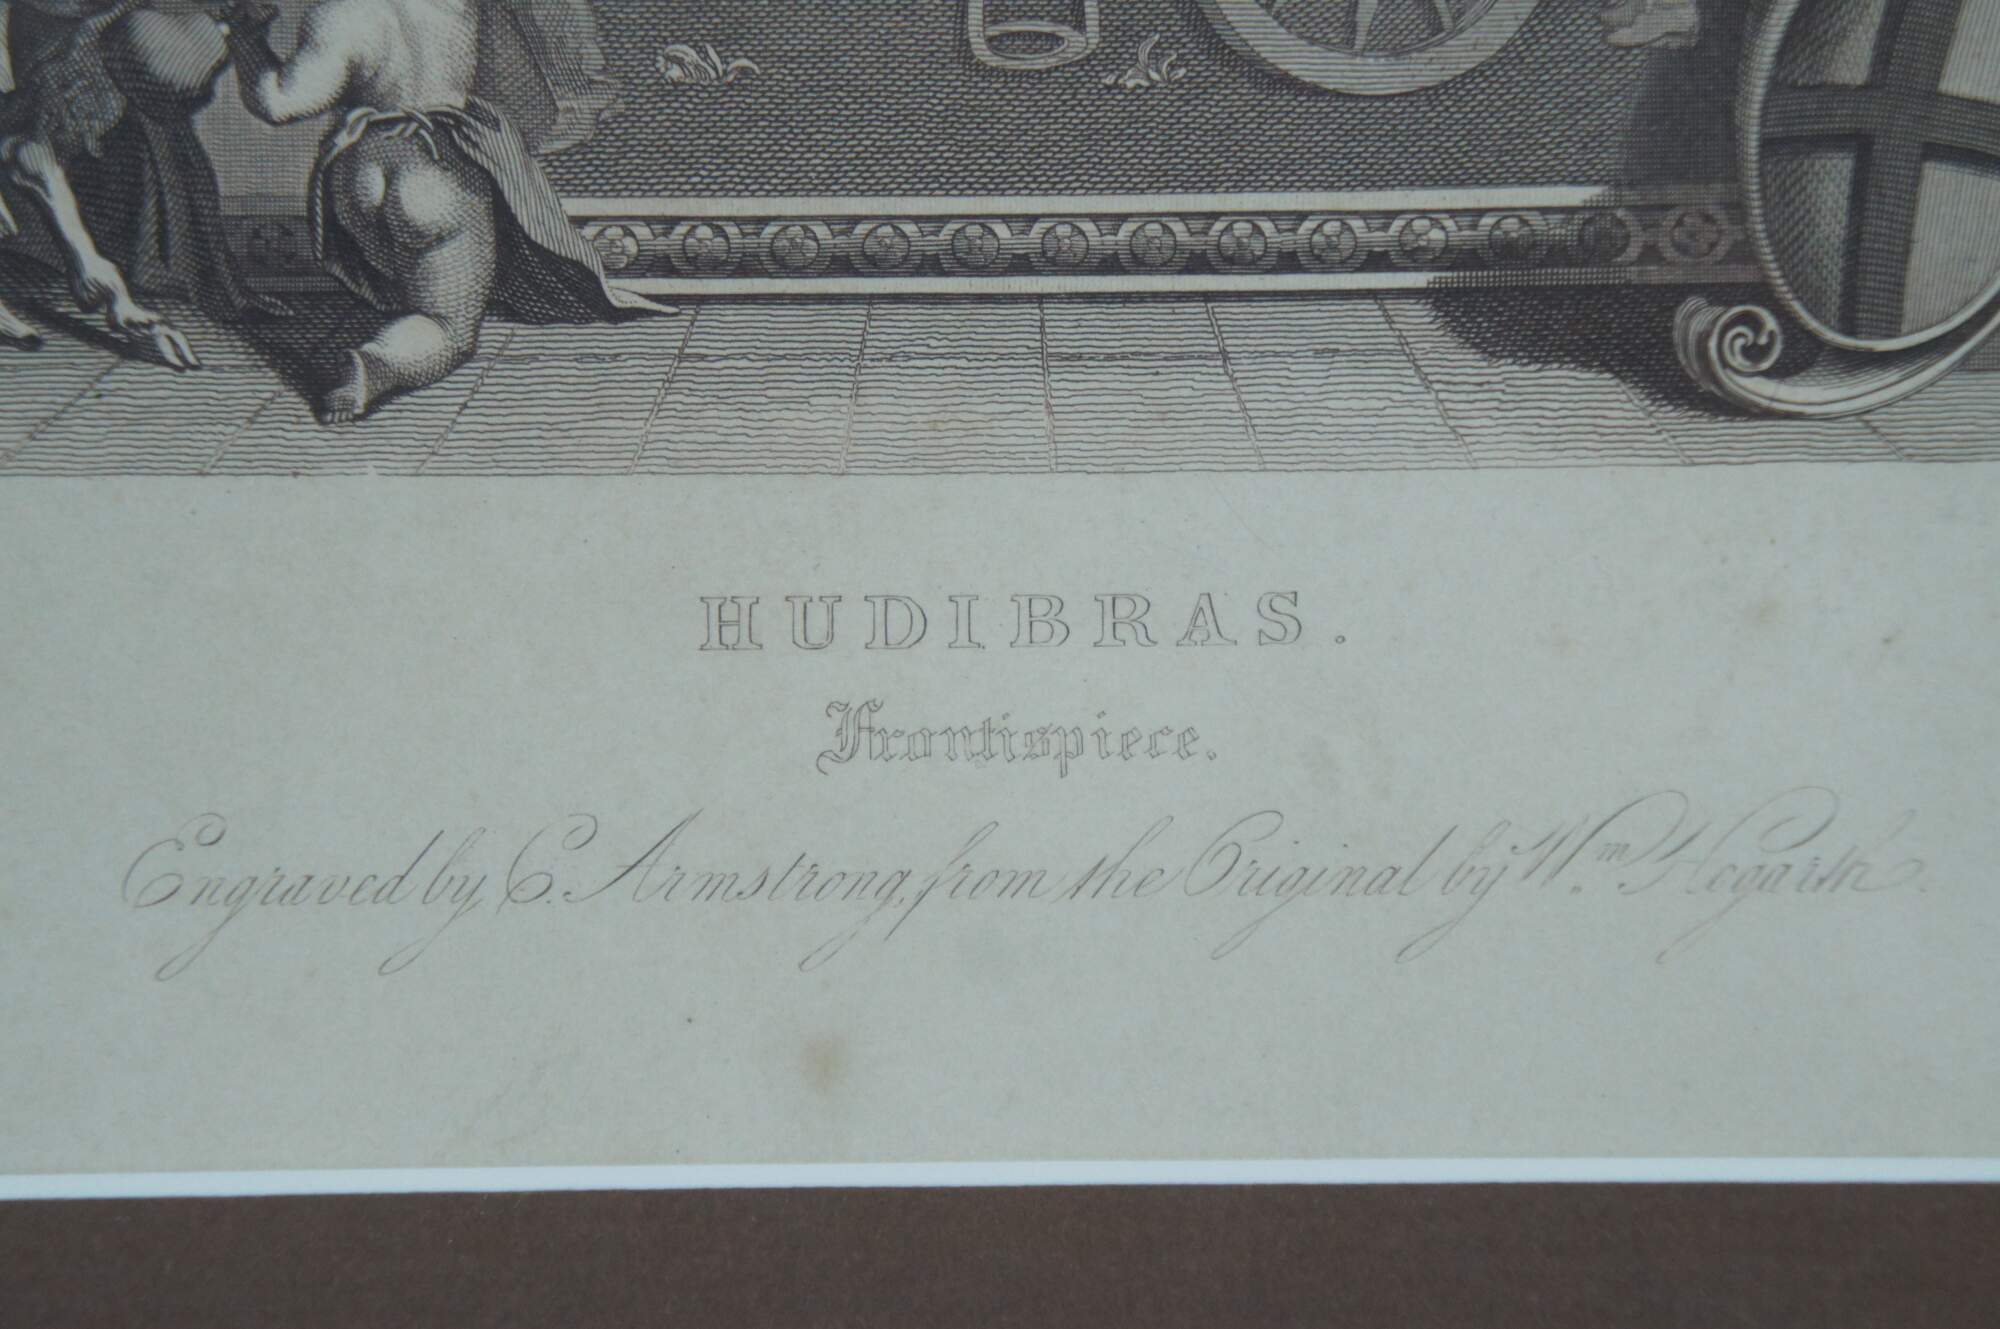 HUDIBRAS.
Frontispiece.
Engraved by C. Armstrong, from the Original by Wm. Hogarth.